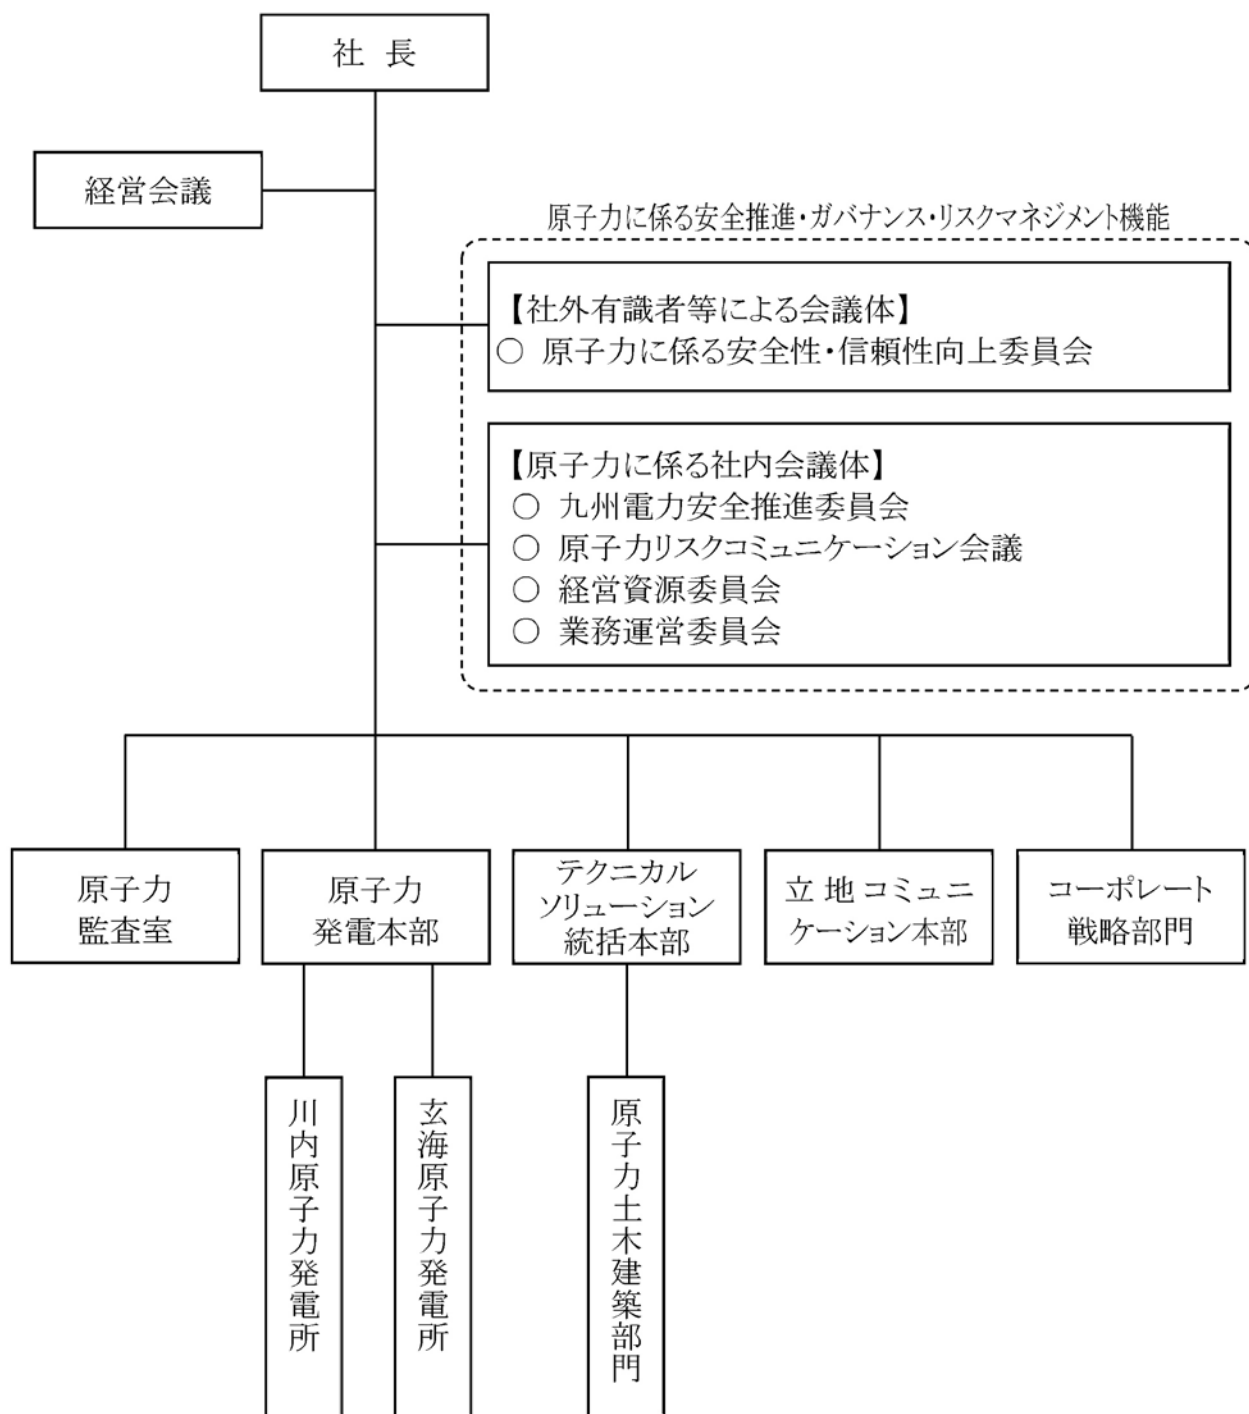 社 長
経営会議
原子力に係る安全推進・ガバナンス・リスクマネジメント機能
【社外有識者等による会議体】
○ 原子力に係る安全性・信頼性向上委員会
【原子力に係る社内会議体】
○ 九州電力安全推進委員会
○ 原子力リスクコミュニケーション会議
○ 経営資源委員会
○ 業務運営委員会
原子力
監査室
原子力
発電本部
テクニカル
ソリューション
統括本部
立地コミュニ
ケーション本部
コーポレート
戦略部門
川内原子力発電所
玄海原子力発電所
原子力土木建築部門